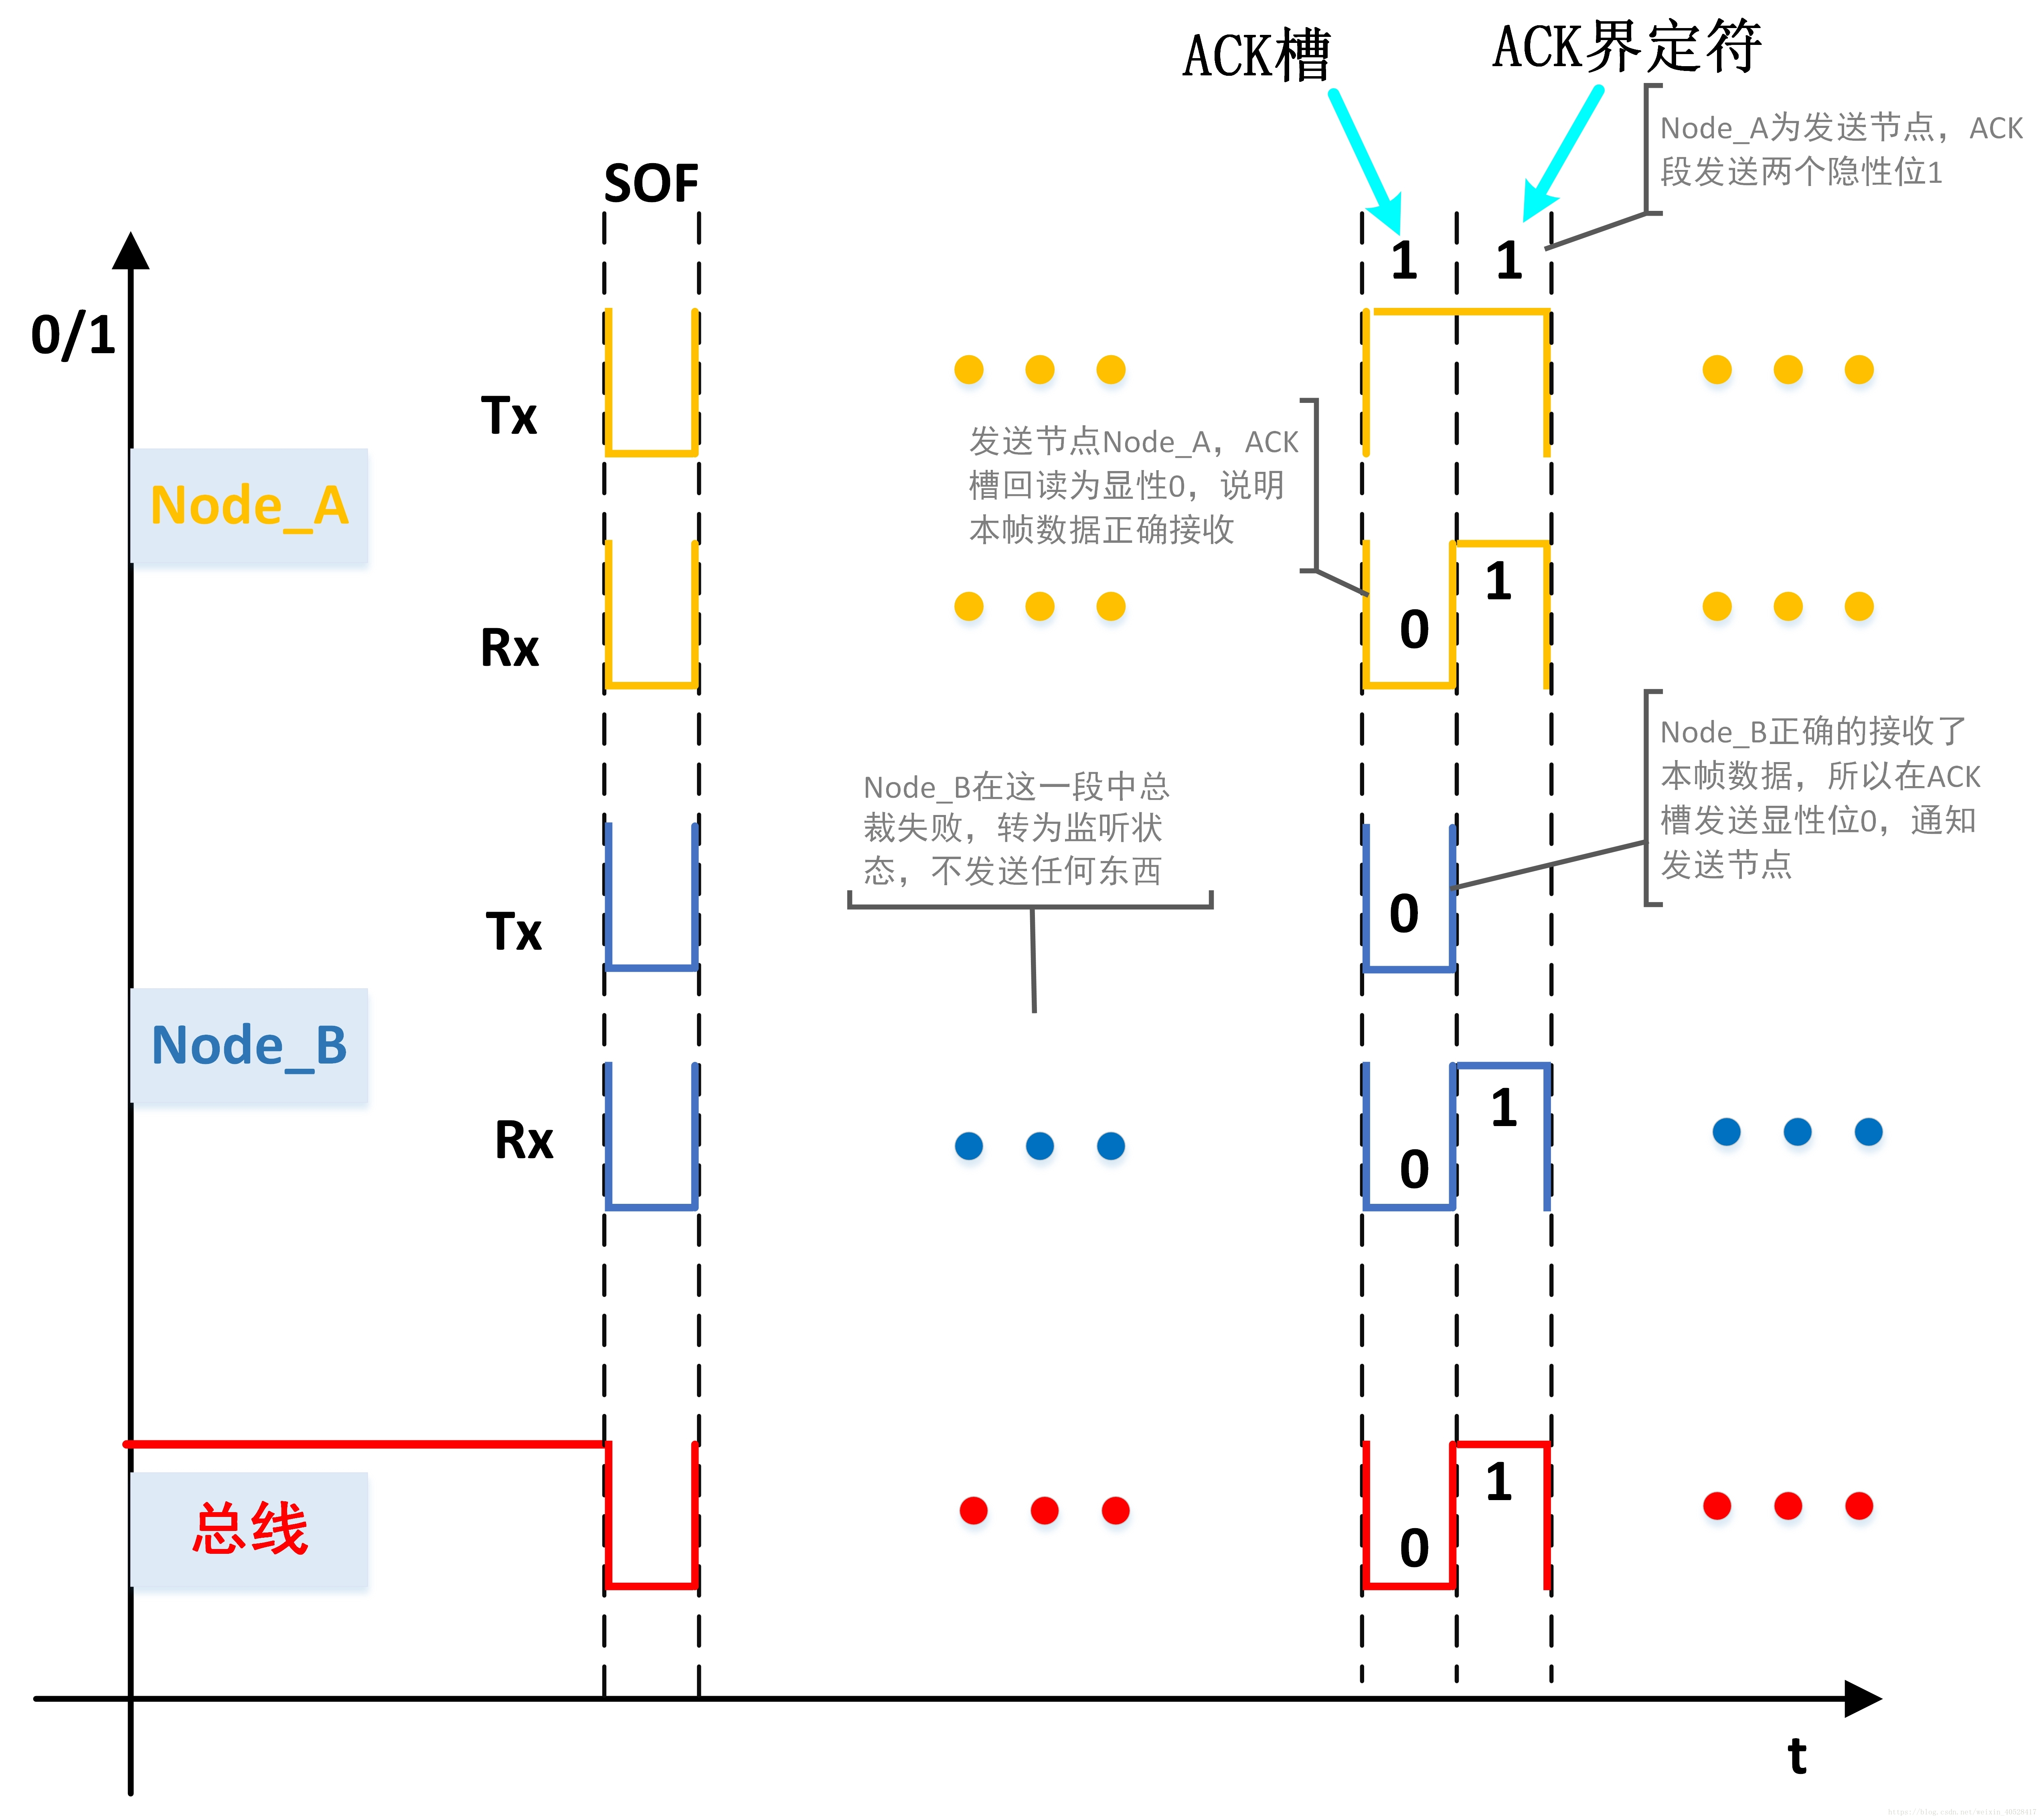 ACK槽
ACK界定符
Node_A为发送节点，ACK
段发送两个隐性位1
SOF
1
1
0/1
Tx
发送节点Node_A，ACK
槽回读为显性0，说明
本帧数据正确接收
Node_A
1
0
Rx
Node_B正确的接收了
本帧数据，所以在ACK
槽发送显性位0，通知
发送节点
Node_B在这一段中总
裁失败，转为监听状
态，不发送任何东西
Tx
0
Node_B
1
Rx
0
1
总线
0
t